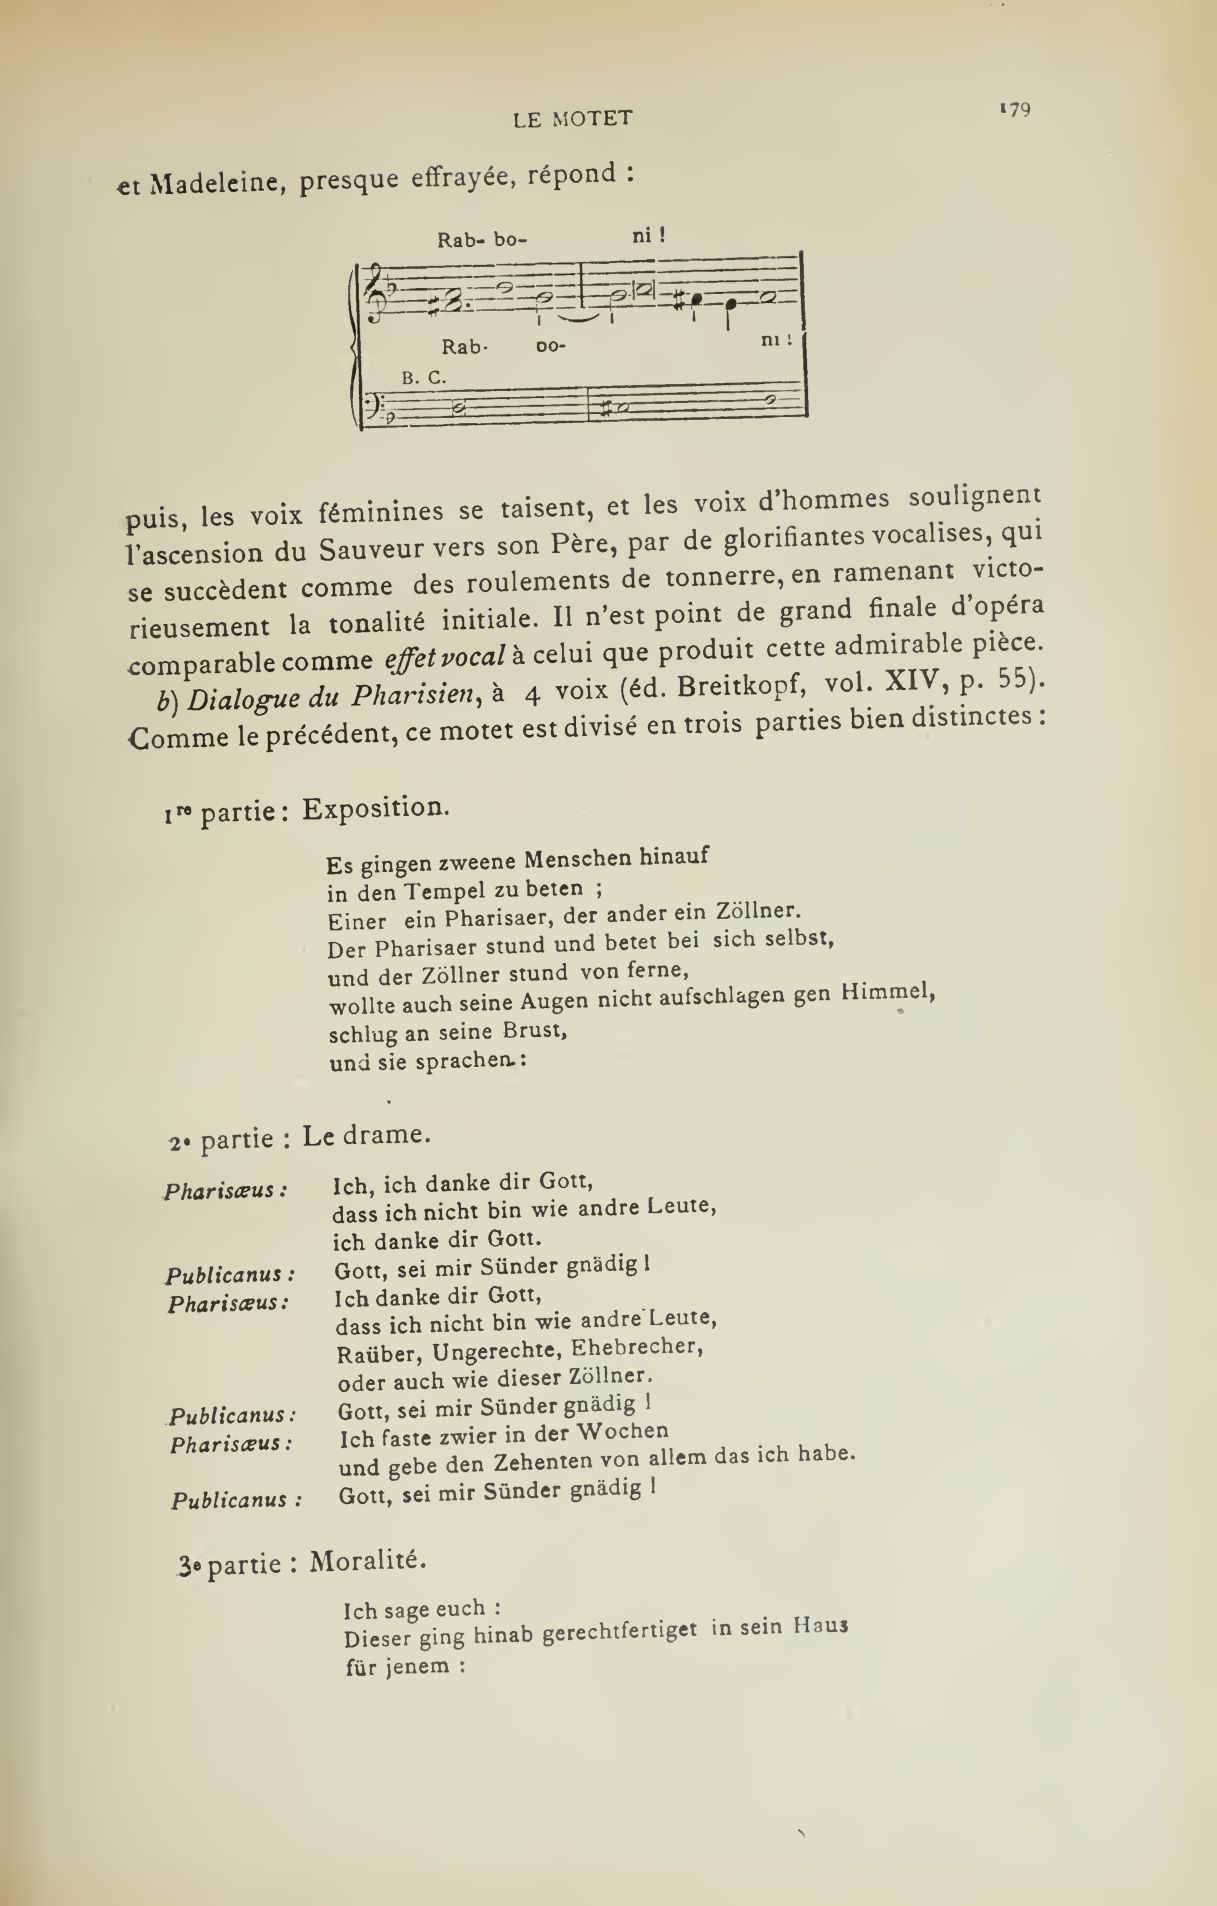 LE MOTET 179
et Madeleine, presque effrayée, répond :
Rab- bo- ni !
Rab- bo- ni !
B. C.
puis, les voix féminines se taisent, et les voix d'hommes soulignent
l'ascension du Sauveur vers son Père, par de glorifiantes vocalises, qui
se succèdent comme des roulements de tonnerre, en ramenant victo-
rieusement la tonalité initiale. Il n'est point de grand finale d'opéra
comparable comme effet vocal à celui que produit cette admirable pièce.
b) Dialogue du Pharisien, à 4 voix (éd. Breitkopf, vol. XIV, p. 55).
Comme le précédent, ce motet est divisé en trois parties bien distinctes :
1re partie : Exposition.
Es gingen zweene Menschen hinauf
in den Tempel zu beten ;
Einer ein Pharisaer, der ander ein Zöllner.
Der Pharisaer stund und betet bei sich selbst,
und der Zöllner stund von ferne,
wollte auch seine Augen nicht aufschlagen gen Himmel,
schlug an seine Brust,
und sie sprachen :
2e partie : Le drame.
Pharisæus : Ich, ich danke dir Gott,
dass ich nicht bin wie andre Leute,
ich danke dir Gott.
Publicanus : Gott, sei mir Sünder gnädig !
Pharisæus : Ich danke dir Gott,
dass ich nicht bin wie andre Leute,
Raüber, Ungerechte, Ehebrecher,
oder auch wie dieser Zöllner.
Publicanus : Gott, sei mir Sünder gnädig !
Pharisæus : Ich faste zwier in der Wochen
und gebe den Zehenten von allem das ich habe.
Publicanus : Gott, sei mir Sünder gnädig !
3e partie : Moralité.
Ich sage euch :
Dieser ging hinab gerechtfertiget in sein Haus
für jenem :